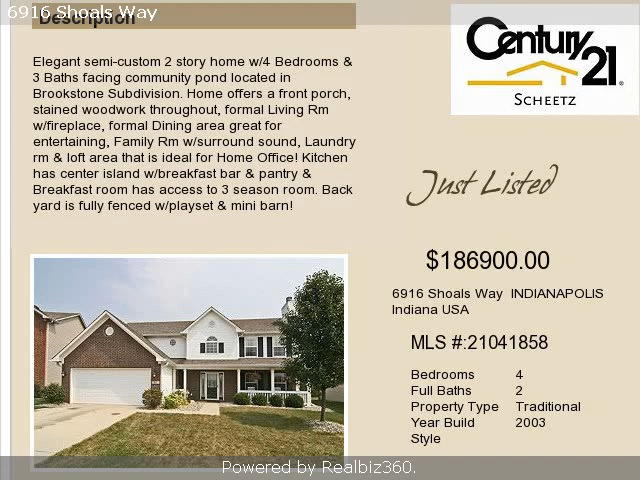 6916 Shoals Way
Description
Elegant semi-custom 2 story home w/4 Bedrooms &
3 Baths facing community pond located in
Brookstone Subdivision. Home offers a front porch,
stained woodwork throughout, formal Living Rm
w/fireplace, formal Dining area great for
entertaining, Family Rm w/surround sound, Laundry
rm & loft area that is ideal for Home Office! Kitchen
has center island w/breakfast bar & pantry &
Breakfast room has access to 3 season room. Back
yard is fully fenced w/playset & mini barn!
Century 21®
SCHEETZ
Just Listed
$186900.00
6916 Shoals Way  INDIANAPOLIS
Indiana USA
MLS #:21041858
Bedrooms 4
Full Baths 2
Property Type Traditional
Year Build 2003
Style
Powered by Realbiz360.